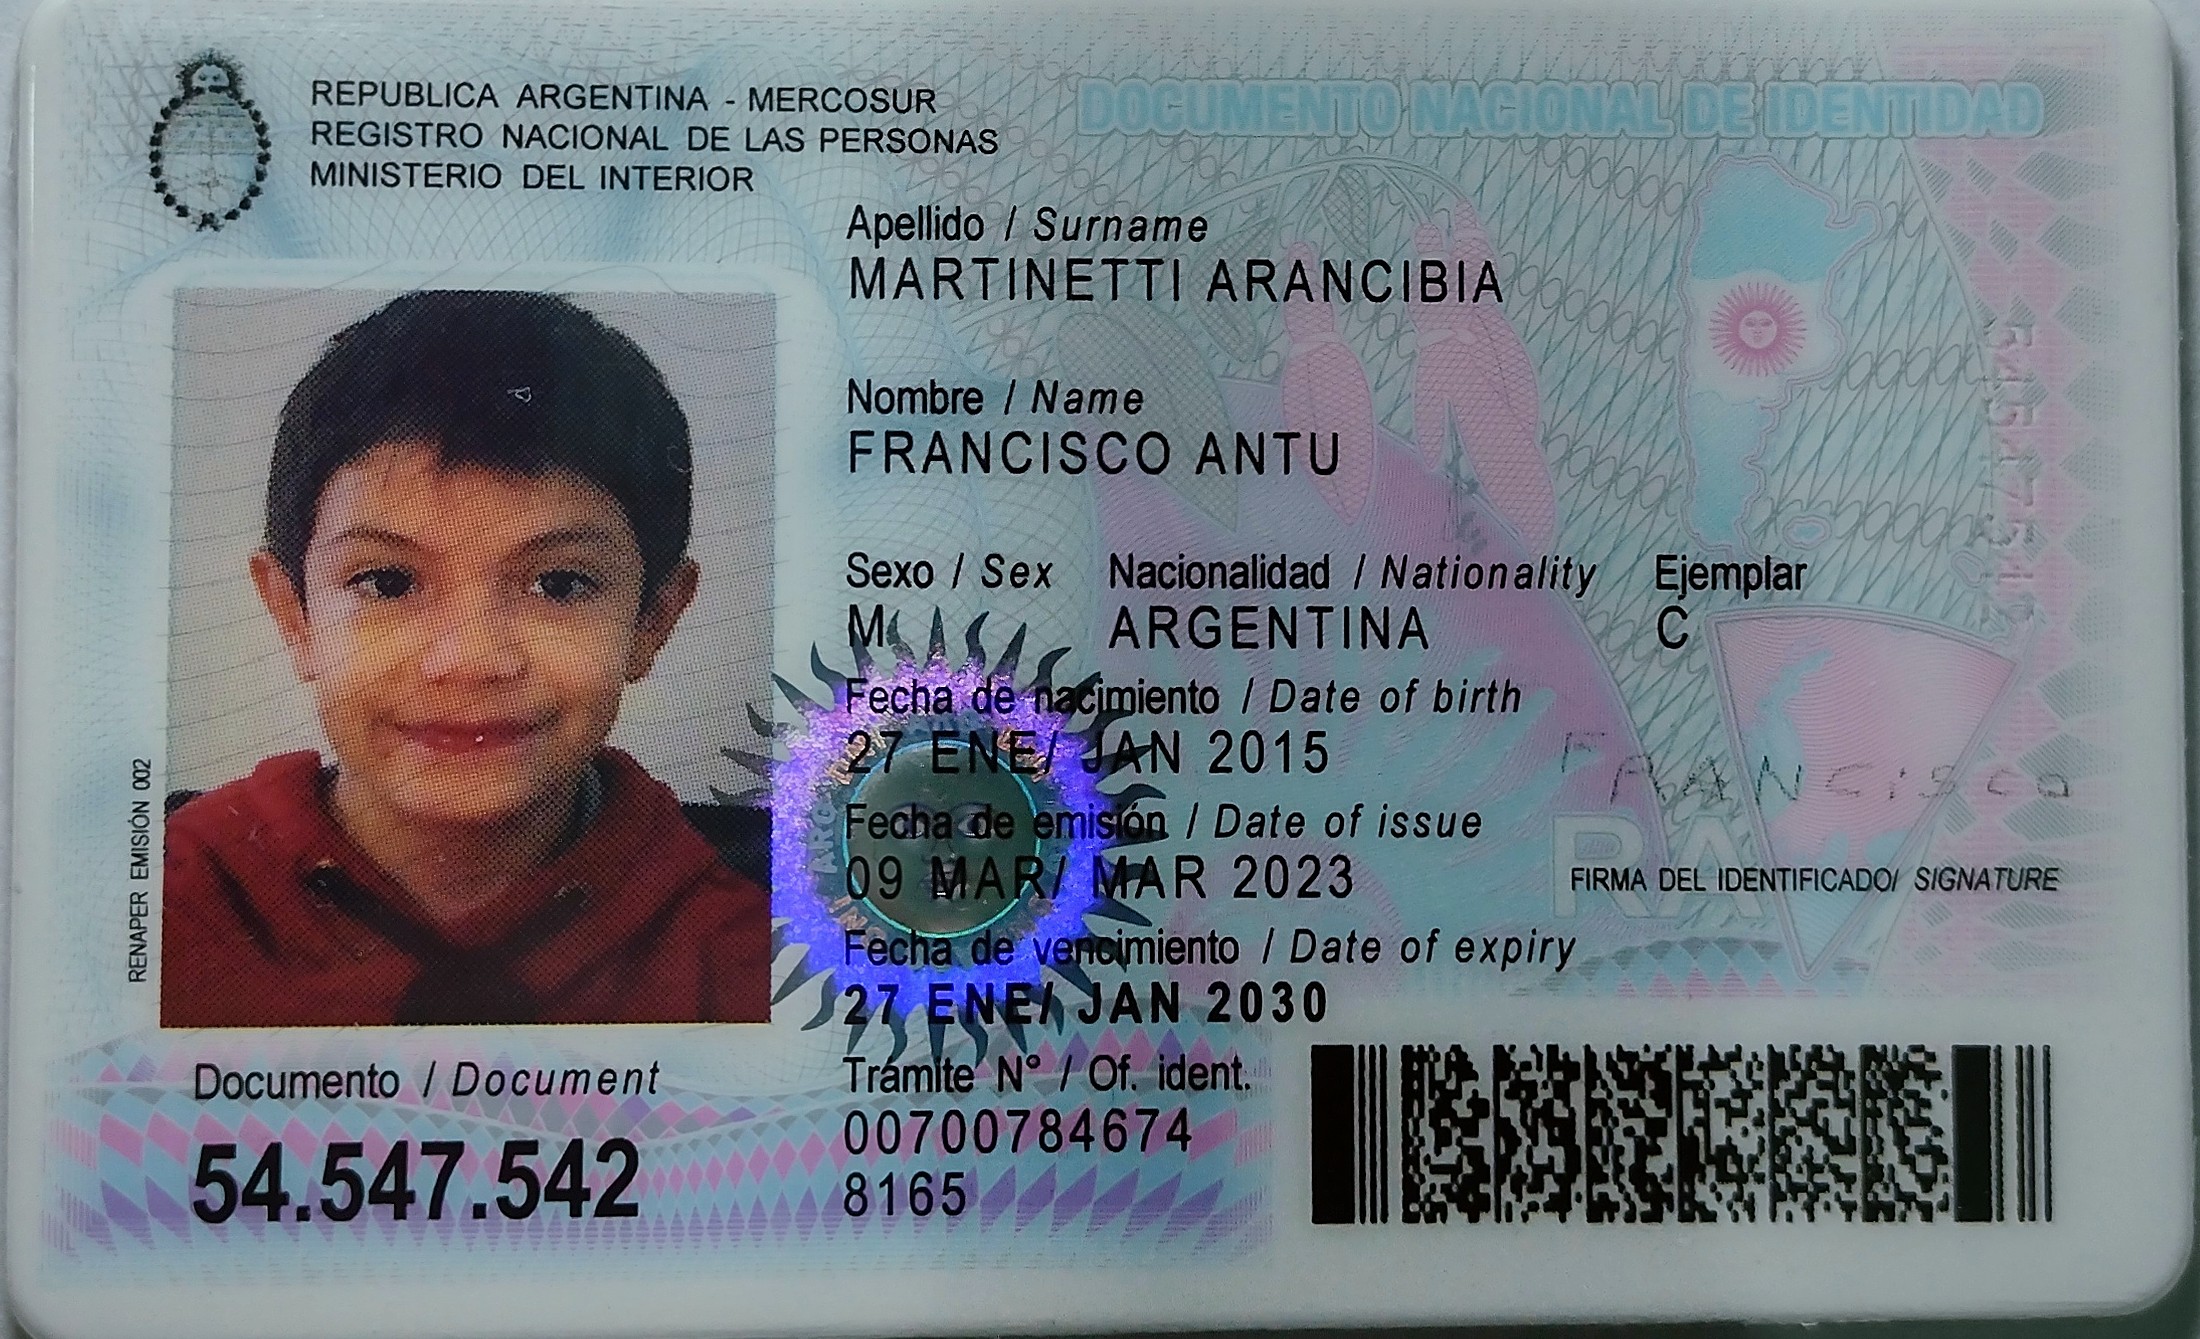 REPUBLICA ARGENTINA - MERCOSUR
REGISTRO NACIONAL DE LAS PERSONAS
MINISTERIO DEL INTERIOR
DOCUMENTO NACIONAL DE IDENTIDAD
Apellido / Surname
MARTINETTI ARANCIBIA
Nombre / Name
FRANCISCO ANTU
Sexo / Sex Nacionalidad / Nationality Ejemplar
M ARGENTINA C
Fecha de nacimiento / Date of birth
27 ENE/ JAN 2015
Fecha de emisión / Date of issue
09 MAR/ MAR 2023
Fecha de vencimiento / Date of expiry
27 ENE/ JAN 2030
FRANCISCO
FIRMA DEL IDENTIFICADO/ SIGNATURE
RA
RENAPER EMISIÓN 002
Documento / Document
54.547.542
Trámite N° / Of. ident.
00700784674
8165